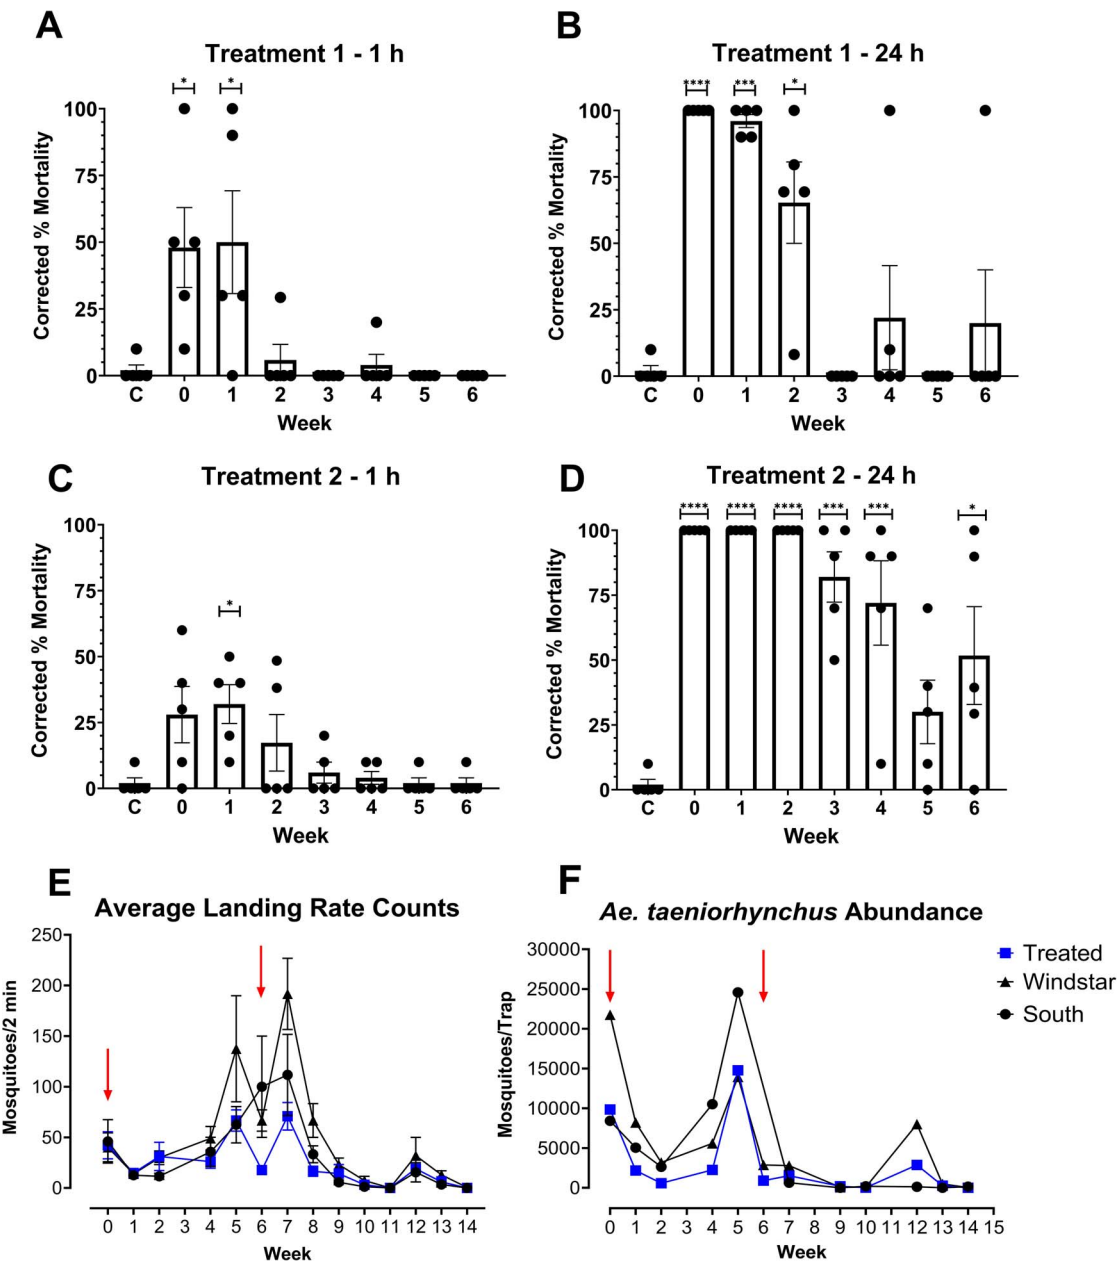 A
Treatment 1 - 1 h
* *
Corrected % Mortality
100
75
50
25
0
C 0 1 2 3 4 5 6
Week
B
Treatment 1 - 24 h
**** *** *
Corrected % Mortality
100
75
50
25
0
C 0 1 2 3 4 5 6
Week
C
Treatment 2 - 1 h
*
Corrected % Mortality
100
75
50
25
0
C 0 1 2 3 4 5 6
Week
D
Treatment 2 - 24 h
**** **** **** *** *** *
Corrected % Mortality
100
75
50
25
0
C 0 1 2 3 4 5 6
Week
E
Average Landing Rate Counts
Mosquitoes/2 min
250
200
150
100
50
0
0 1 2 3 4 5 6 7 8 9 10 11 12 13 14
Week
F
Ae. taeniorhynchus Abundance
Mosquitoes/Trap
30000
25000
20000
15000
10000
5000
0
0 1 2 3 4 5 6 7 8 9 10 11 12 13 14 15
Week
Treated
Windstar
South